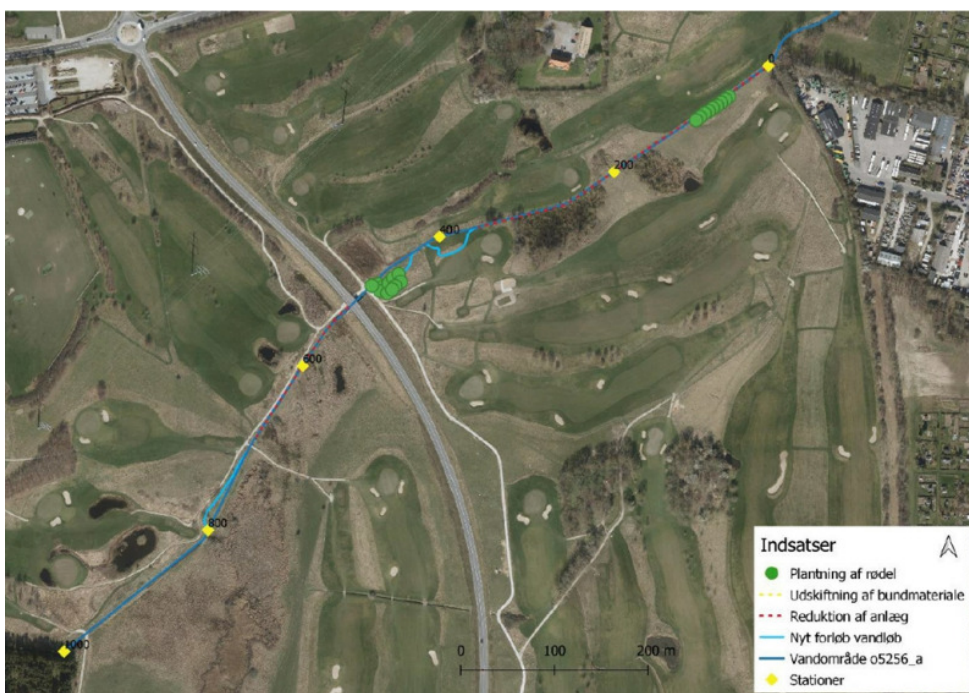 0
200
400
600
800
1000
Indsatser
Plantning af rødel
Udskiftning af bundmateriale
Reduktion af anlæg
Nyt forløb vandløb
Vandområde o5256_a
Stationer
0 100 200 m